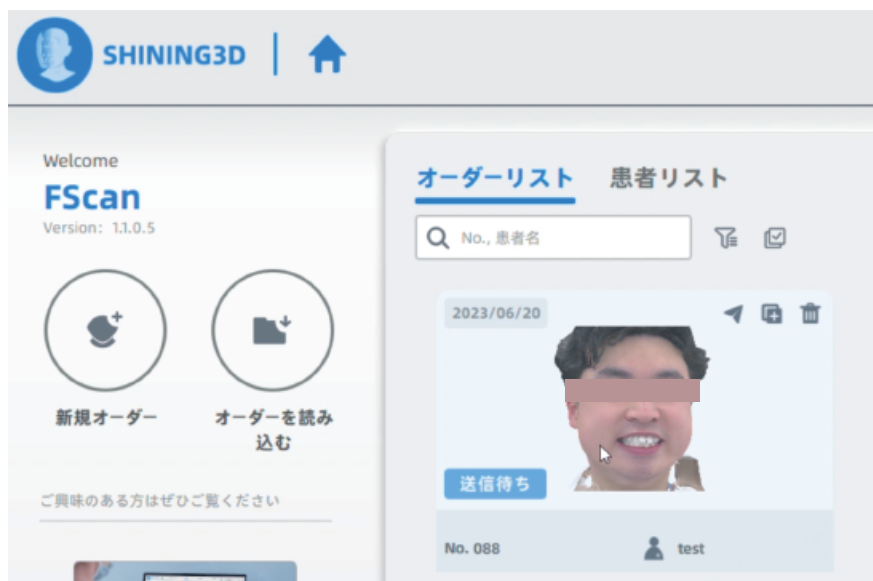 SHINING3D
Welcome
FScan
Version: 1.1.0.5
新規オーダー
オーダーを読み
込む
ご興味のある方はぜひご覧ください
オーダーリスト
患者リスト
No., 患者名
2023/06/20
送信待ち
No. 088
test